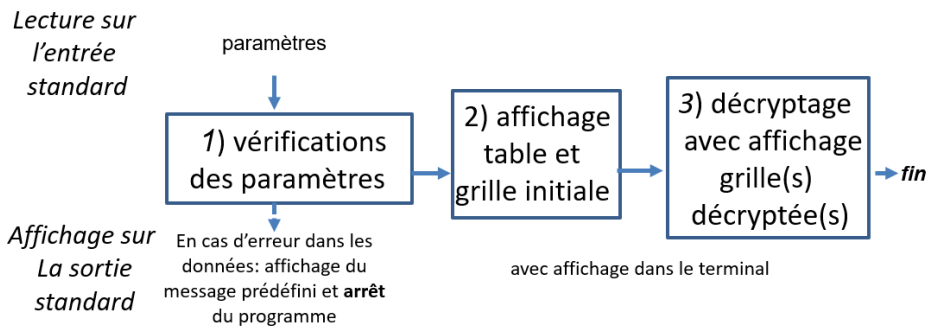 Lecture sur
l’entrée
standard
paramètres
1) vérifications
des paramètres
2) affichage
table et
grille initiale
3) décryptage
avec affichage
grille(s)
décryptée(s)
fin
Affichage sur
La sortie
standard
En cas d’erreur dans les
données: affichage du
message prédéfini et arrêt
du programme
avec affichage dans le terminal